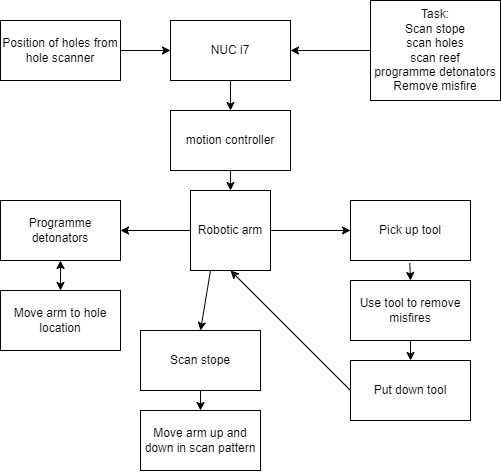 Position of holes from
hole scanner
NUC i7
Task:
Scan stope
scan holes
scan reef
programme detonators
Remove misfire
motion controller
Programme
detonators
Robotic arm
Pick up tool
Move arm to hole
location
Use tool to remove
misfires
Scan stope
Put down tool
Move arm up and
down in scan pattern